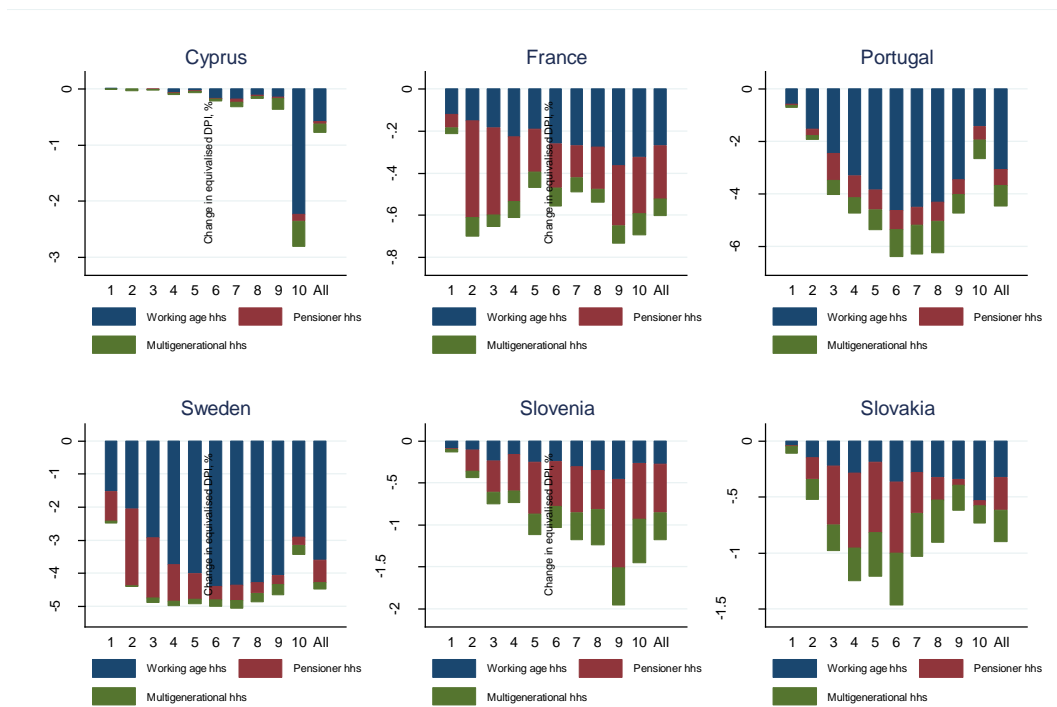 Cyprus
0
-1
-2
-3
Change in equivalised DPI, %
1 2 3 4 5 6 7 8 9 10 All
Working age hhs Pensioner hhs
Multigenerational hhs
France
0
-.2
-.4
-.6
-.8
Change in equivalised DPI, %
1 2 3 4 5 6 7 8 9 10 All
Working age hhs Pensioner hhs
Multigenerational hhs
Portugal
0
-2
-4
-6
1 2 3 4 5 6 7 8 9 10 All
Working age hhs Pensioner hhs
Multigenerational hhs
Sweden
0
-1
-2
-3
-4
-5
Change in equivalised DPI, %
1 2 3 4 5 6 7 8 9 10 All
Working age hhs Pensioner hhs
Multigenerational hhs
Slovenia
0
-.5
-1
-1.5
-2
Change in equivalised DPI, %
1 2 3 4 5 6 7 8 9 10 All
Working age hhs Pensioner hhs
Multigenerational hhs
Slovakia
0
-.5
-1
-1.5
1 2 3 4 5 6 7 8 9 10 All
Working age hhs Pensioner hhs
Multigenerational hhs